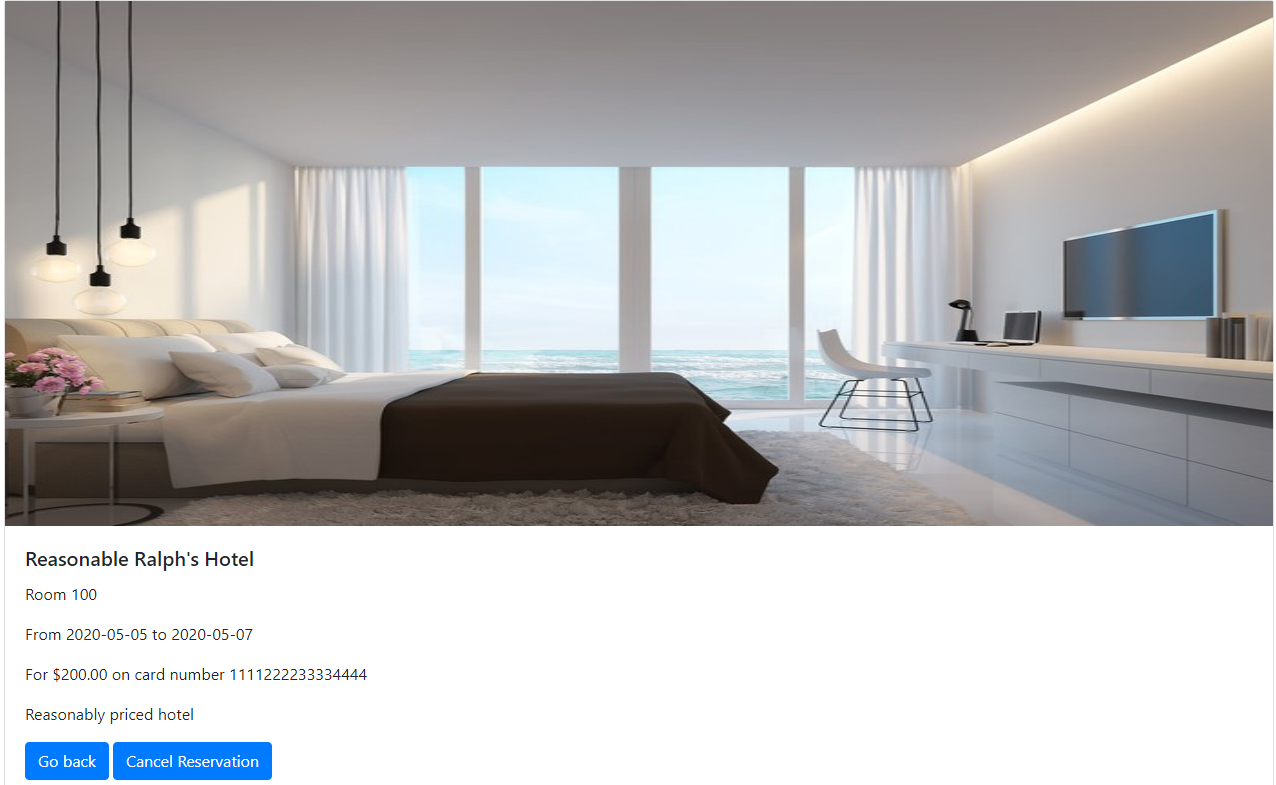 Reasonable Ralph's Hotel
Room 100
From 2020-05-05 to 2020-05-07
For $200.00 on card number 1111222233334444
Reasonably priced hotel
Go back Cancel Reservation